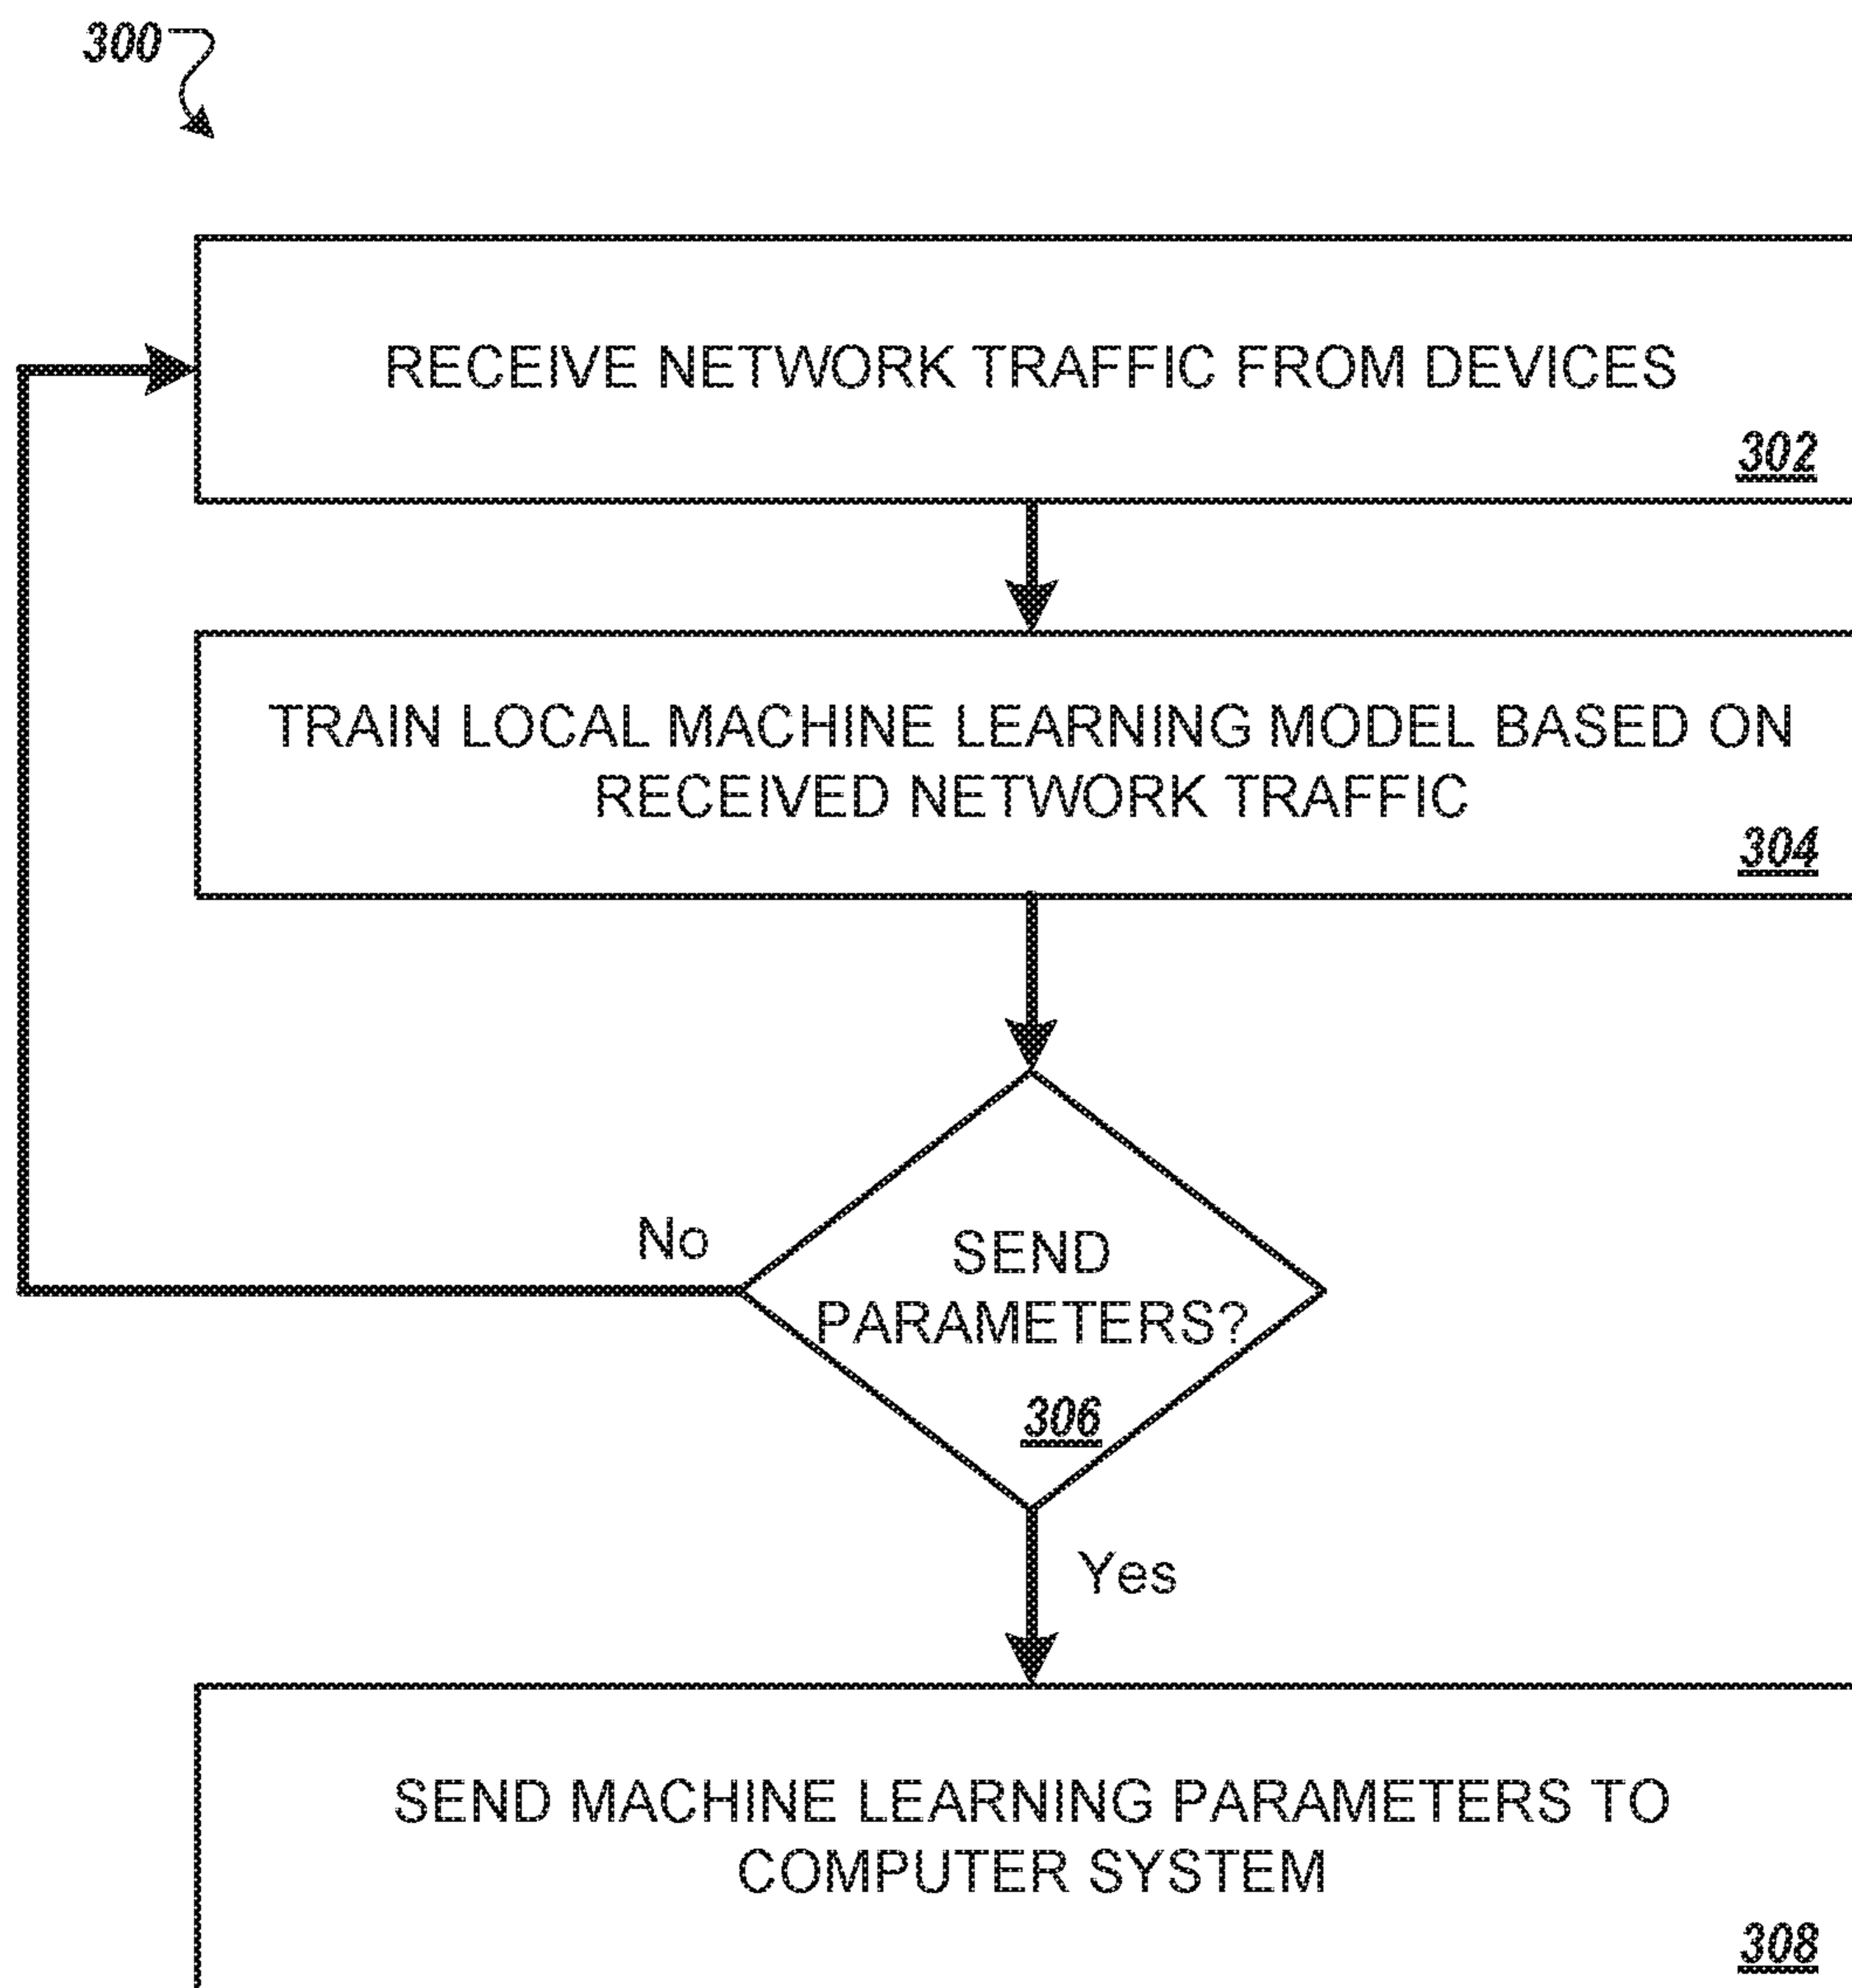 300
RECEIVE NETWORK TRAFFIC FROM DEVICES
302
TRAIN LOCAL MACHINE LEARNING MODEL BASED ON
RECEIVED NETWORK TRAFFIC
304
No
SEND
PARAMETERS?
306
Yes
SEND MACHINE LEARNING PARAMETERS TO
COMPUTER SYSTEM
308